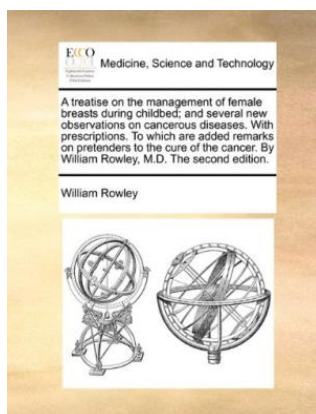 ECCO
Medicine, Science and Technology
A treatise on the management of female
breasts during childbed; and several new
observations on cancerous diseases. With
prescriptions. To which are added remarks
on pretenders to the cure of the cancer. By
William Rowley, M.D. The second edition.
William Rowley